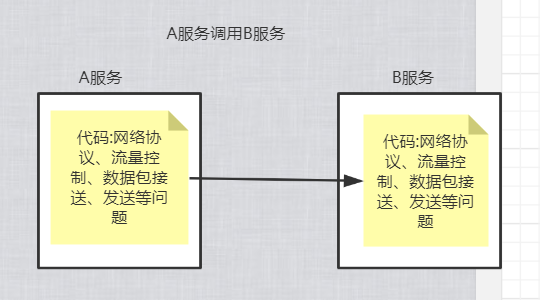 A服务调用B服务
A服务
B服务
代码:网络协
议、流量控
制、数据包接
送、发送等问
题
代码:网络协
议、流量控
制、数据包接
送、发送等问
题